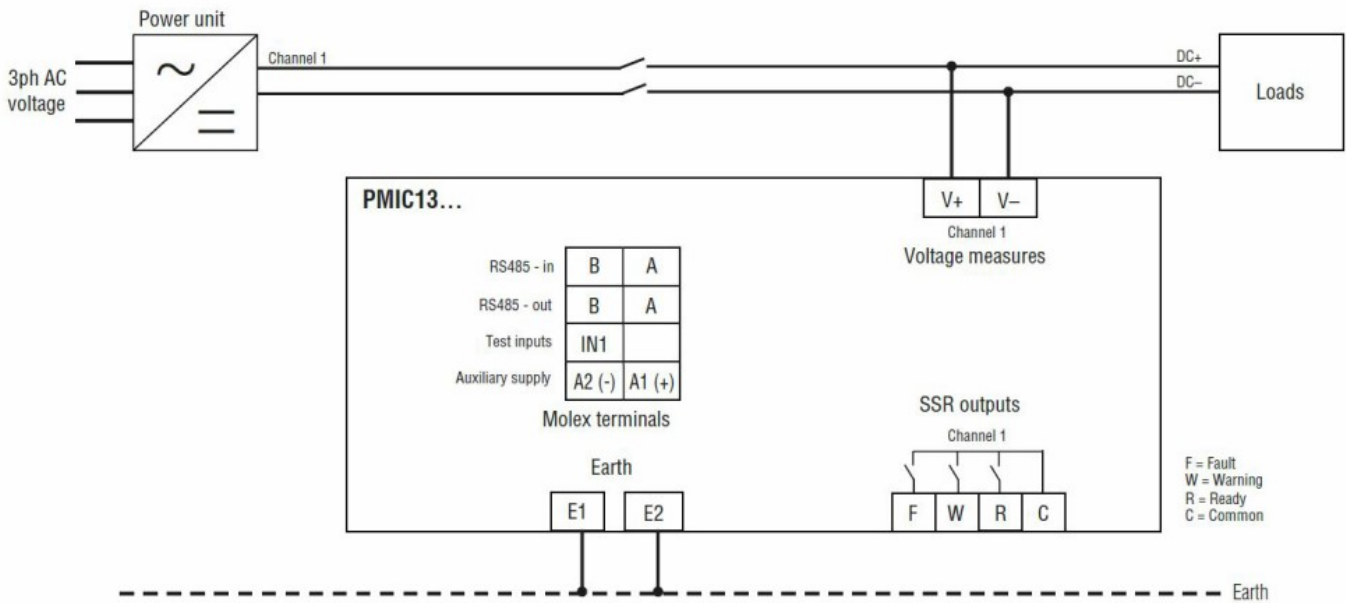 Power unit
3ph AC
voltage
Channel 1
DC+
DC–
Loads
PMIC13...
V+ V–
Channel 1
Voltage measures
RS485 - in B A
RS485 - out B A
Test inputs IN1
Auxiliary supply A2 (-) A1 (+)
Molex terminals
SSR outputs
Channel 1
Earth
E1 E2
F W R C
F = Fault
W = Warning
R = Ready
C = Common
Earth